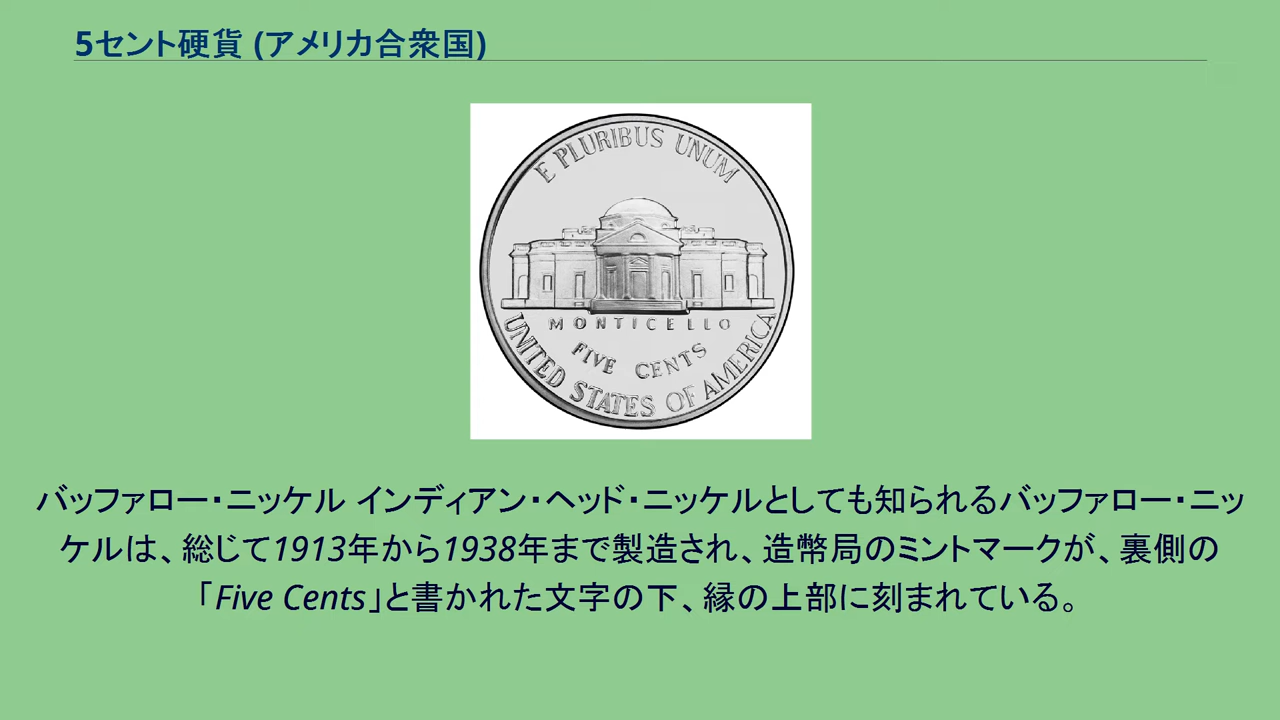 5セント硬貨 (アメリカ合衆国)
E PLURIBUS UNUM
MONTICELLO
FIVE CENTS
UNITED STATES OF AMERICA
バッファロー・ニッケル インディアン・ヘッド・ニッケルとしても知られるバッファロー・ニッ
ケルは、総じて1913年から1938年まで製造され、造幣局のミントマークが、裏側の
「Five Cents」と書かれた文字の下、縁の上部に刻まれている。